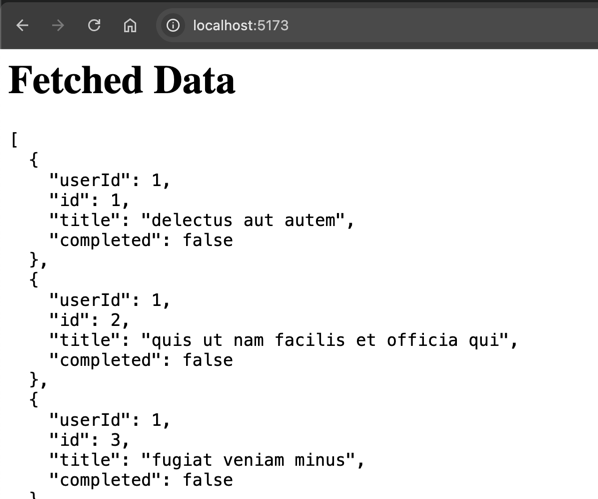 localhost:5173
Fetched Data
[
  {
    "userId": 1,
    "id": 1,
    "title": "delectus aut autem",
    "completed": false
  },
  {
    "userId": 1,
    "id": 2,
    "title": "quis ut nam facilis et officia qui",
    "completed": false
  },
  {
    "userId": 1,
    "id": 3,
    "title": "fugiat veniam minus",
    "completed": false
  }